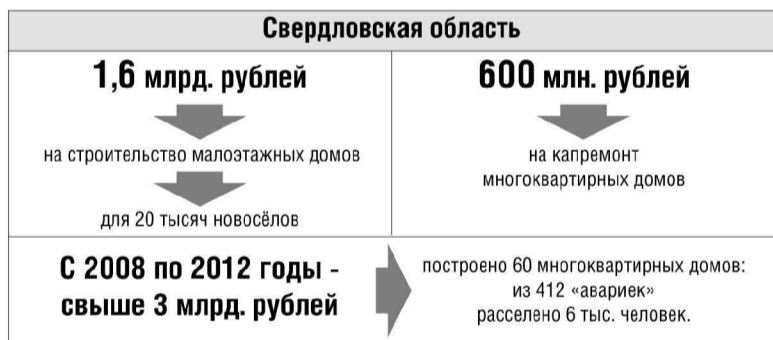 Свердловская область
1,6 млрд. рублей
на строительство малоэтажных домов
для 20 тысяч новосёлов
600 млн. рублей
на капремонт
многоквартирных домов
С 2008 по 2012 годы -
свыше 3 млрд. рублей
построено 60 многоквартирных домов:
из 412 «авариек»
расселено 6 тыс. человек.